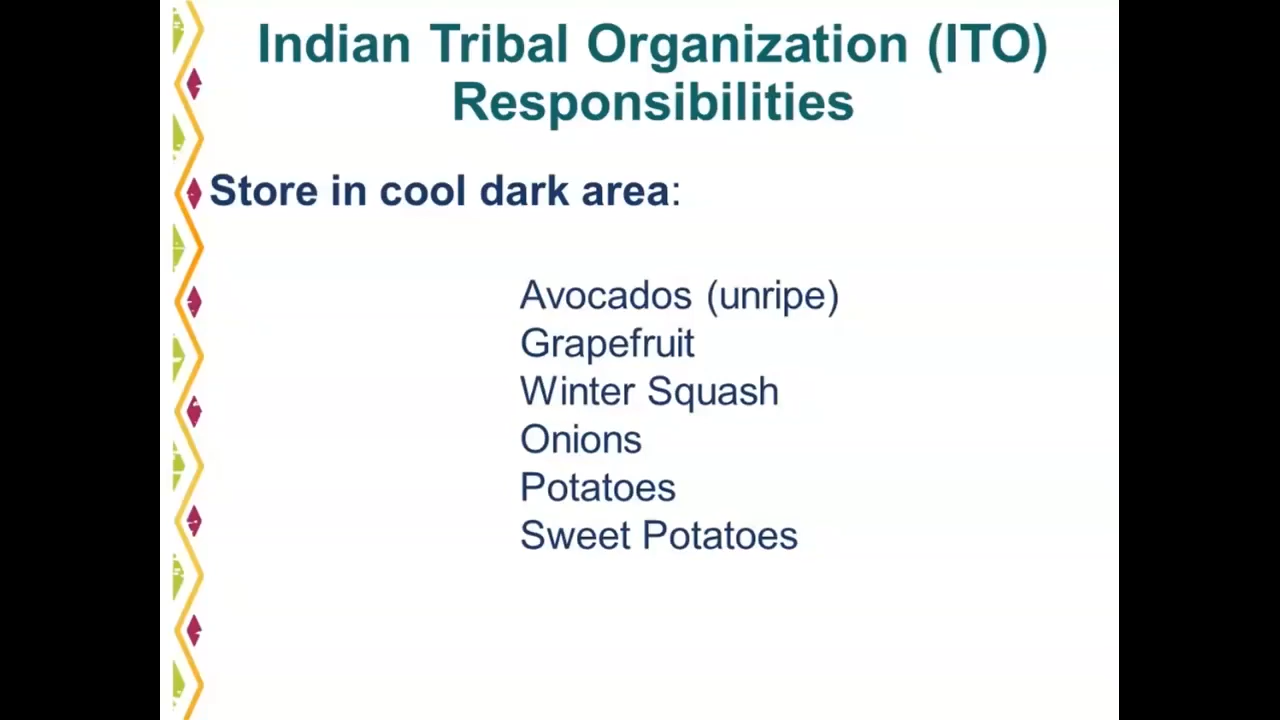 Indian Tribal Organization (ITO)
Responsibilities
Store in cool dark area:
Avocados (unripe)
Grapefruit
Winter Squash
Onions
Potatoes
Sweet Potatoes